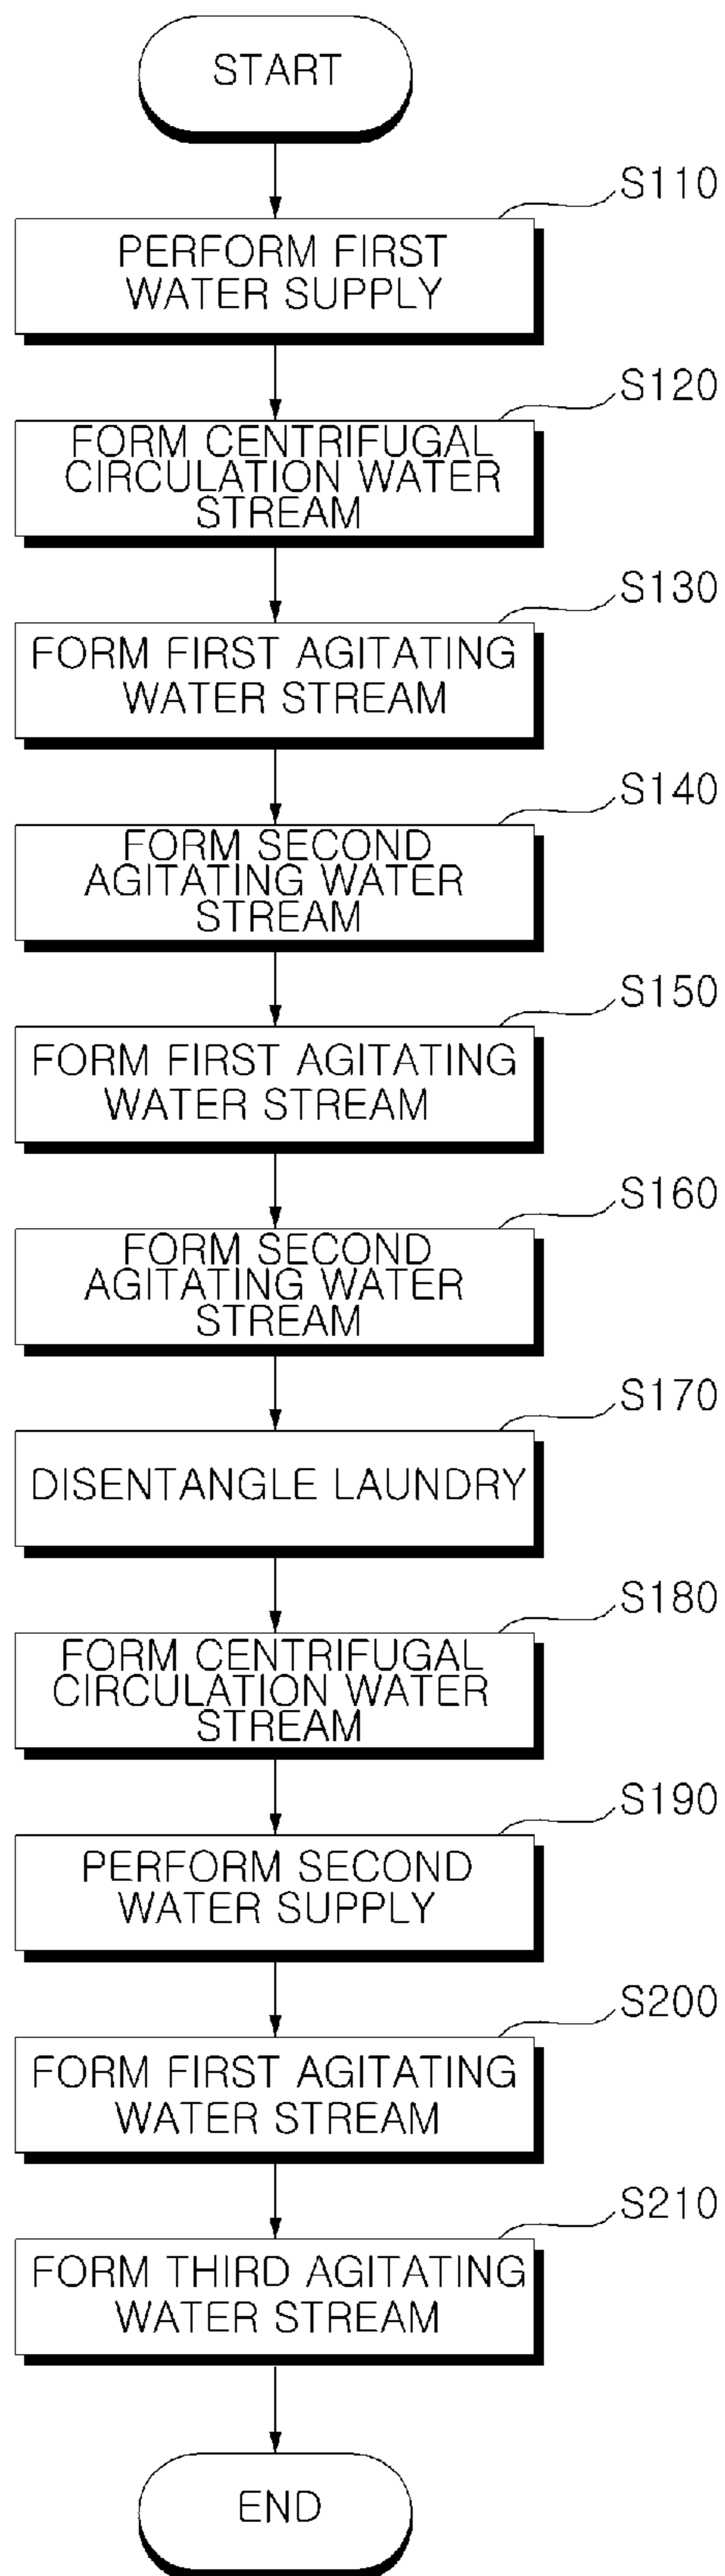 START
S110
PERFORM FIRST
WATER SUPPLY
S120
FORM CENTRIFUGAL
CIRCULATION WATER
STREAM
S130
FORM FIRST AGITATING
WATER STREAM
S140
FORM SECOND
AGITATING WATER
STREAM
S150
FORM FIRST AGITATING
WATER STREAM
S160
FORM SECOND
AGITATING WATER
STREAM
S170
DISENTANGLE LAUNDRY
S180
FORM CENTRIFUGAL
CIRCULATION WATER
STREAM
S190
PERFORM SECOND
WATER SUPPLY
S200
FORM FIRST AGITATING
WATER STREAM
S210
FORM THIRD AGITATING
WATER STREAM
END